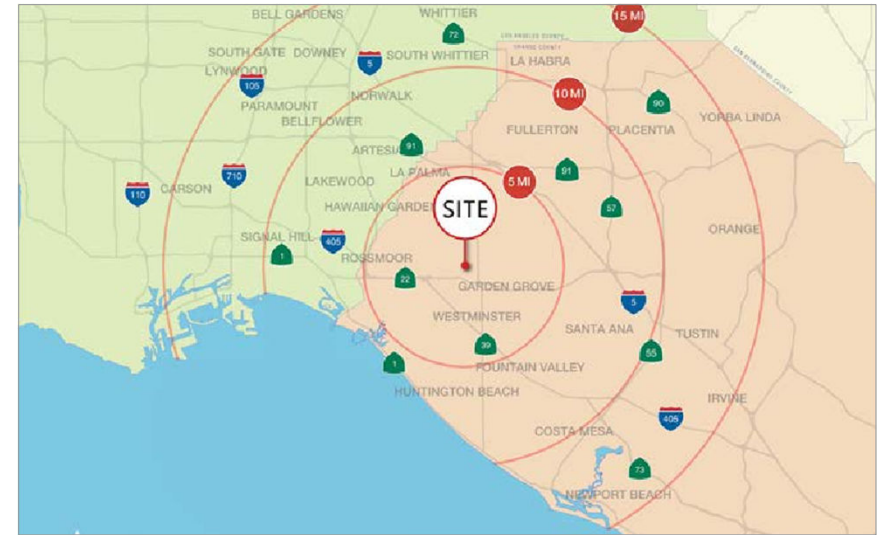 BELL GARDENS
WHITTIER
15 MI
72
LOS ANGELES COUNTY
ORANGE COUNTY
SAN BERNARDINO COUNTY
SOUTH GATE
DOWNEY
5
SOUTH WHITTIER
LA HABRA
LYNWOOD
105
10 MI
NORWALK
PARAMOUNT
90
BELLFLOWER
YORBA LINDA
FULLERTON
PLACENTIA
91
ARTESIA
LA PALMA
91
710
LAKEWOOD
5 MI
110
CARSON
HAWAIIAN GARDEN
SITE
57
ORANGE
SIGNAL HILL
405
1
ROSSMOOR
22
GARDEN GROVE
5
WESTMINSTER
SANTA ANA
TUSTIN
39
55
1
FOUNTAIN VALLEY
HUNTINGTON BEACH
IRVINE
405
COSTA MESA
73
NEWPORT BEACH